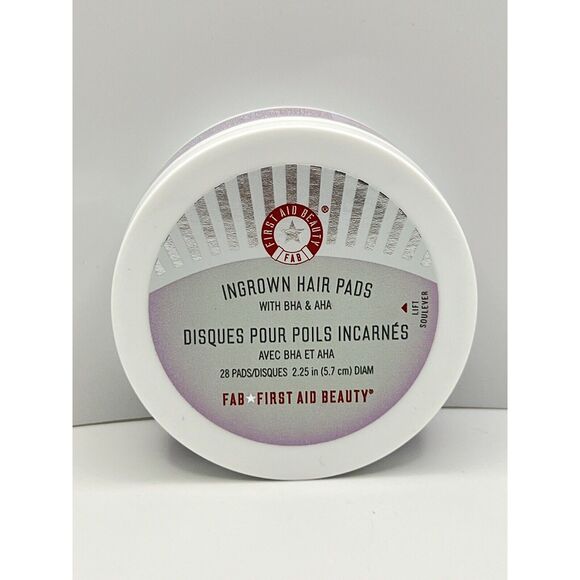 FIRST AID BEAUTY®
FAB
INGROWN HAIR PADS
WITH BHA & AHA
LIFT
SOULEVER
DISQUES POUR POILS INCARNÉS
AVEC BHA ET AHA
28 PADS/DISQUES 2.25 in (5.7 cm) DIAM
FAB★FIRST AID BEAUTY®